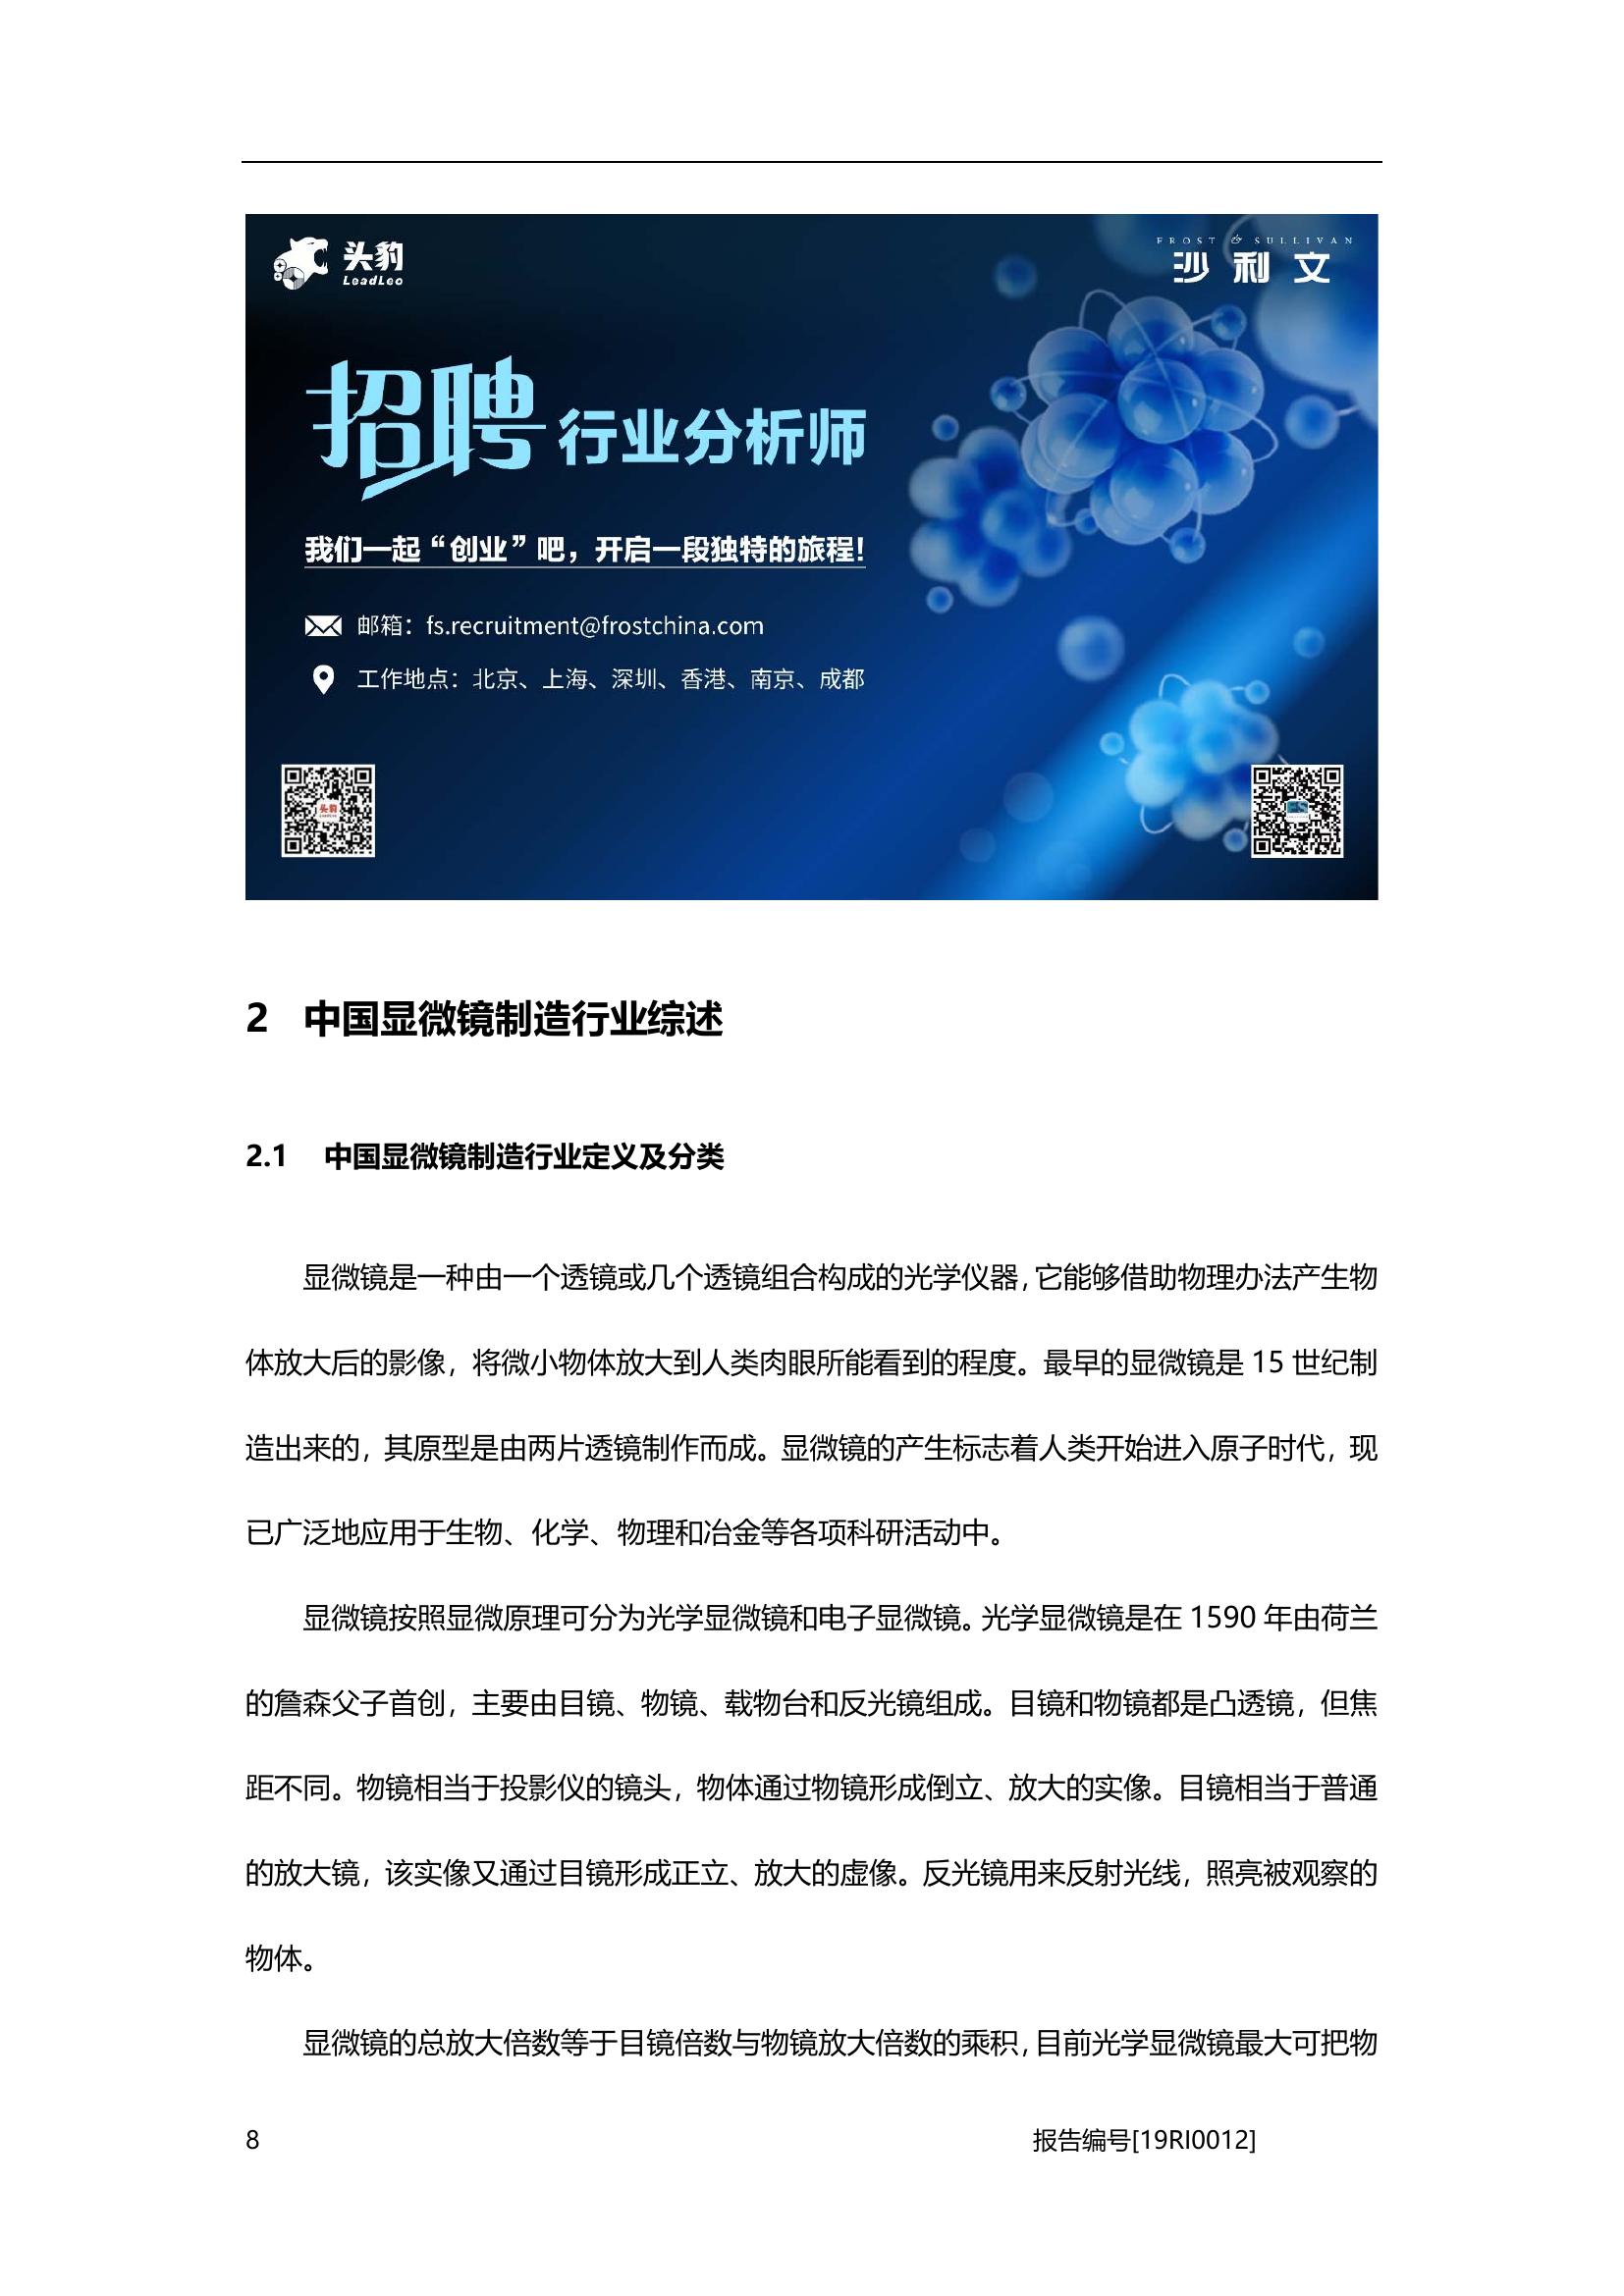 头豹
LeadLeo
FROST & SULLIVAN
沙利文
招聘 行业分析师
我们一起“创业”吧，开启一段独特的旅程！
邮箱：fs.recruitment@frostchina.com
工作地点：北京、上海、深圳、香港、南京、成都
头豹
2 中国显微镜制造行业综述
2.1 中国显微镜制造行业定义及分类
显微镜是一种由一个透镜或几个透镜组合构成的光学仪器，它能够借助物理办法产生物
体放大后的影像，将微小物体放大到人类肉眼所能看到的程度。最早的显微镜是 15 世纪制
造出来的，其原型是由两片透镜制作而成。显微镜的产生标志着人类开始进入原子时代，现
已广泛地应用于生物、化学、物理和冶金等各项科研活动中。
显微镜按照显微原理可分为光学显微镜和电子显微镜。光学显微镜是在 1590 年由荷兰
的詹森父子首创，主要由目镜、物镜、载物台和反光镜组成。目镜和物镜都是凸透镜，但焦
距不同。物镜相当于投影仪的镜头，物体通过物镜形成倒立、放大的实像。目镜相当于普通
的放大镜，该实像又通过目镜形成正立、放大的虚像。反光镜用来反射光线，照亮被观察的
物体。
显微镜的总放大倍数等于目镜倍数与物镜放大倍数的乘积，目前光学显微镜最大可把物
8 报告编号[19RI0012]